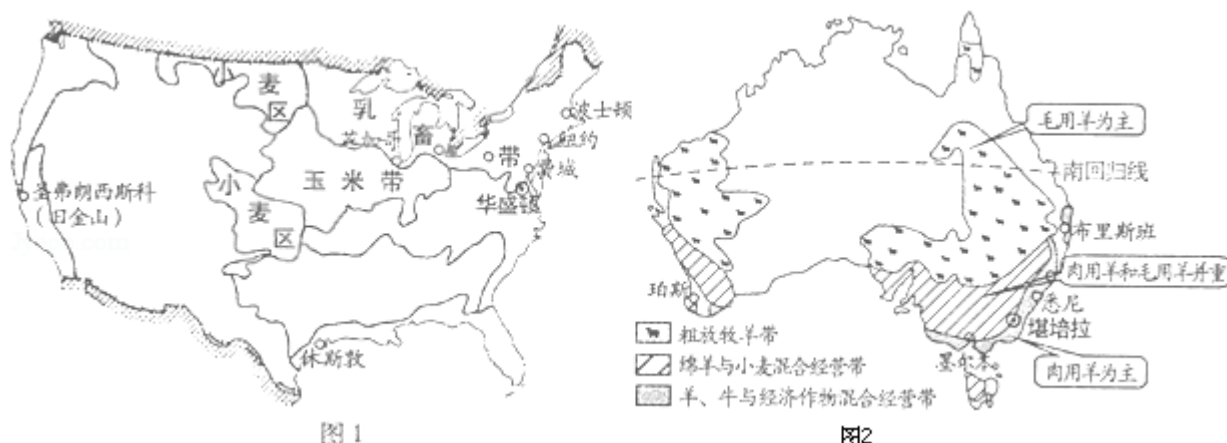 麦
区
乳
畜
带
波士顿
纽约
费城
华盛顿
芝加哥
玉米带
小
麦
区
圣弗朗西斯科
（旧金山）
休斯敦
图 1
毛用羊为主
南回归线
布里斯班
肉用羊和毛用羊并重
悉尼
堪培拉
墨尔本
肉用羊为主
珀斯
粗放牧羊带
绵羊与小麦混合经营带
羊、牛与经济作物混合经营带
图2